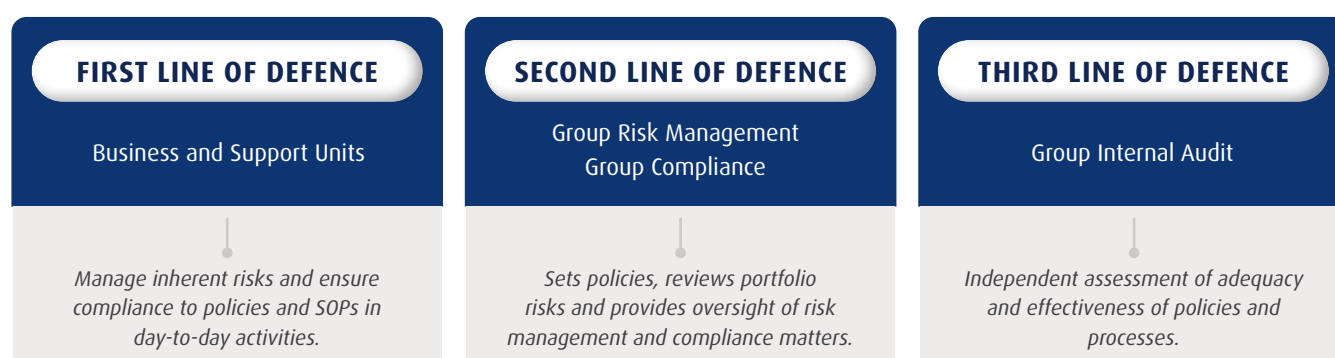 FIRST LINE OF DEFENCE
Business and Support Units
Manage inherent risks and ensure
compliance to policies and SOPs in
day-to-day activities.
SECOND LINE OF DEFENCE
Group Risk Management
Group Compliance
Sets policies, reviews portfolio
risks and provides oversight of risk
management and compliance matters.
THIRD LINE OF DEFENCE
Group Internal Audit
Independent assessment of adequacy
and effectiveness of policies and
processes.